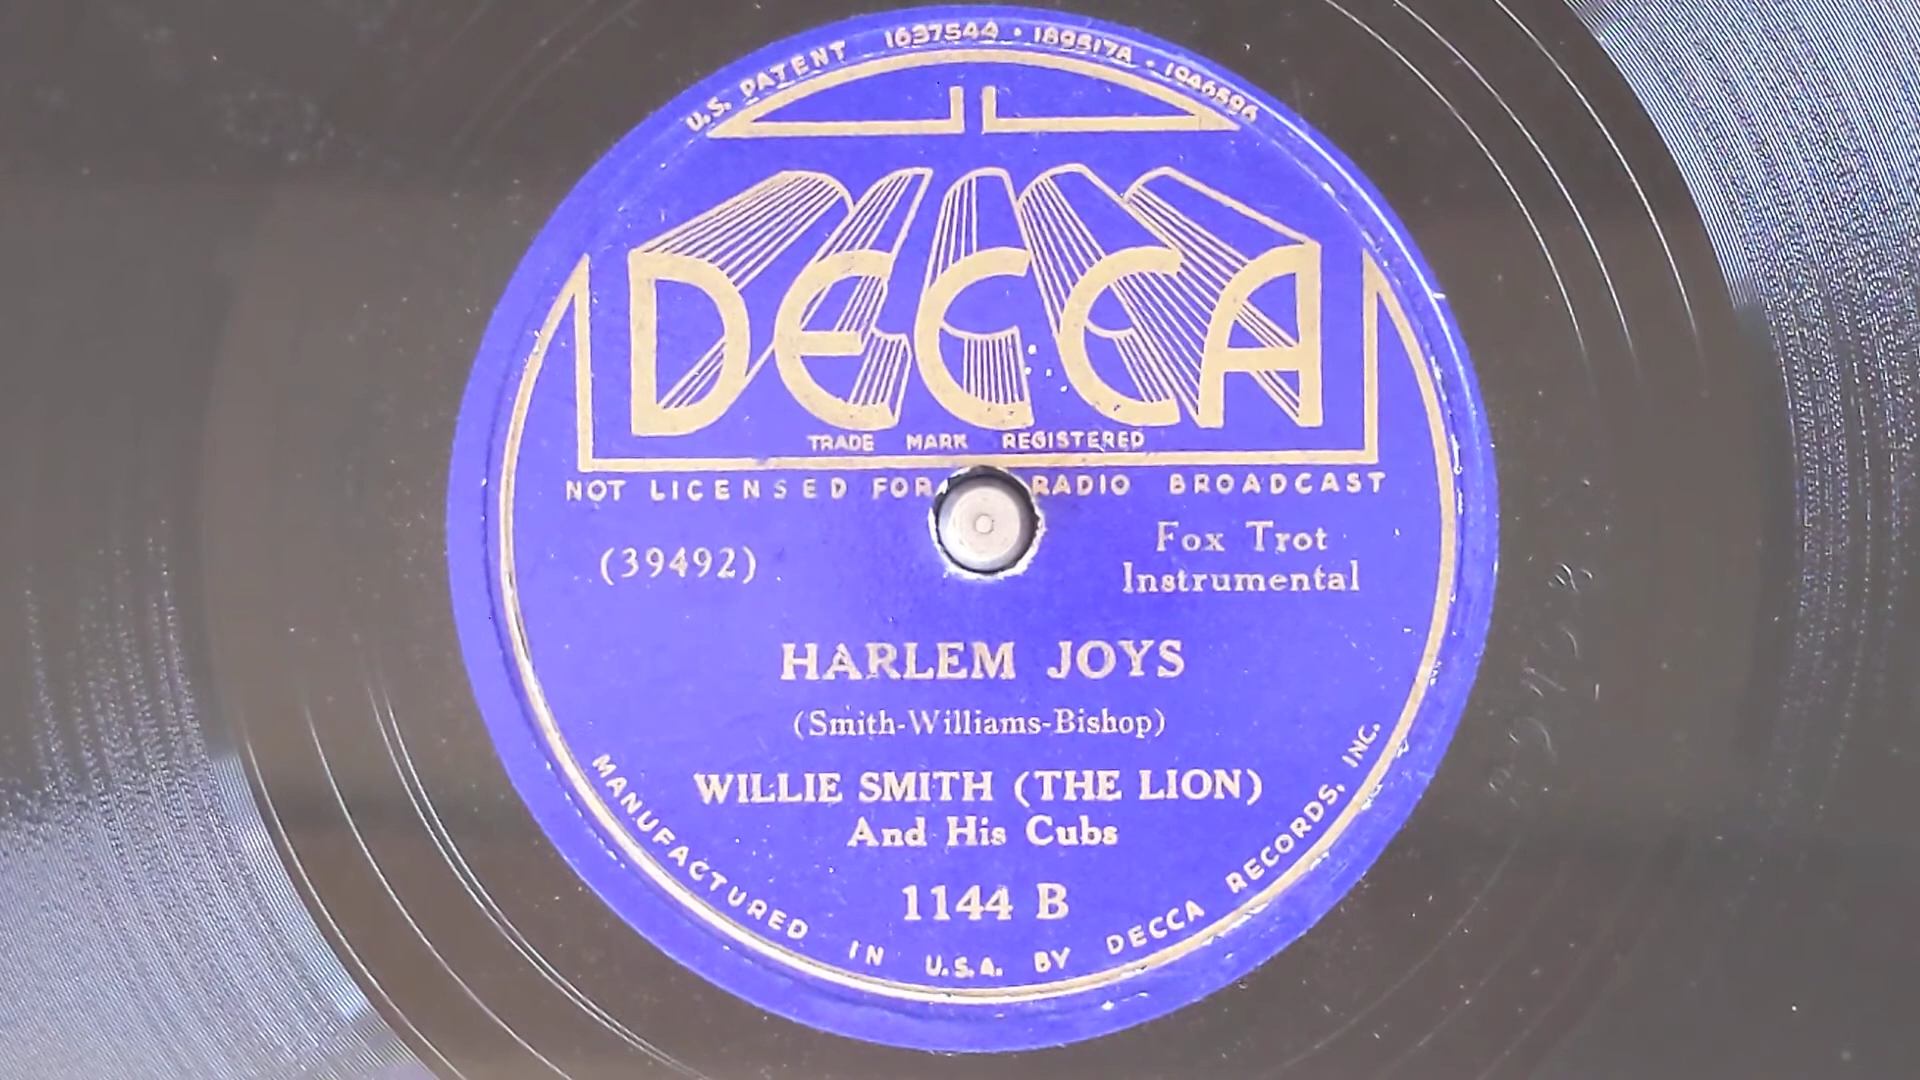 U.S. PATENT 1637544 • 1895178 • 1946596
DECCA
TRADE MARK REGISTERED
NOT LICENSED FOR RADIO BROADCAST
(39492)
Fox Trot
Instrumental
HARLEM JOYS
(Smith-Williams-Bishop)
WILLIE SMITH (THE LION)
And His Cubs
1144 B
MANUFACTURED IN U.S.A. BY DECCA RECORDS, INC.